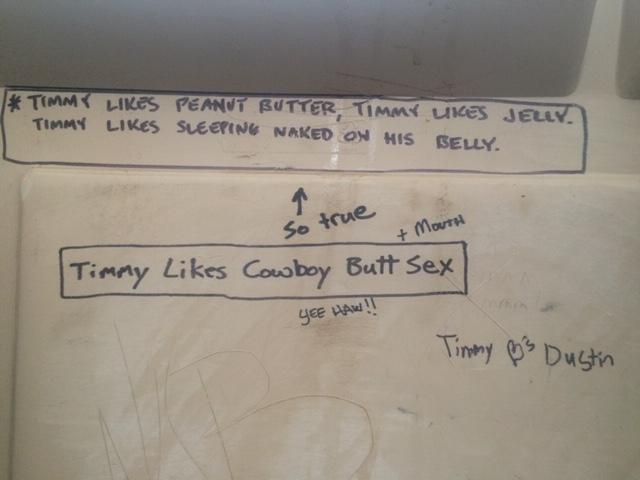 * TIMMY LIKES PEANUT BUTTER, TIMMY LIKES JELLY.
TIMMY LIKES SLEEPING NAKED ON HIS BELLY.
↑
So true
+ MOUTH
Timmy Likes Cowboy Butt Sex
YEE HAW!!
Timmy ♡'s Dustin